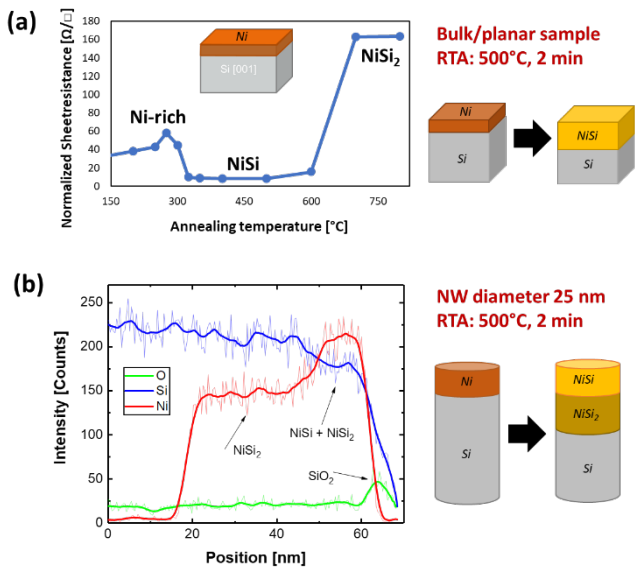 (a)
Normalized Sheetresistance [Ω/□]
180
160
140
120
100
80
60
40
20
0
150
300
450
600
750
Annealing temperature [°C]
Ni
Si [001]
Ni-rich
NiSi
NiSi2
Bulk/planar sample
RTA: 500°C, 2 min
Ni
Si
NiSi
Si
(b)
Intensity [Counts]
250
200
150
100
50
0
0
10
20
30
40
50
60
Position [nm]
O
Si
Ni
NiSi2
NiSi + NiSi2
SiO2
NW diameter 25 nm
RTA: 500°C, 2 min
Ni
Si
NiSi
NiSi2
Si